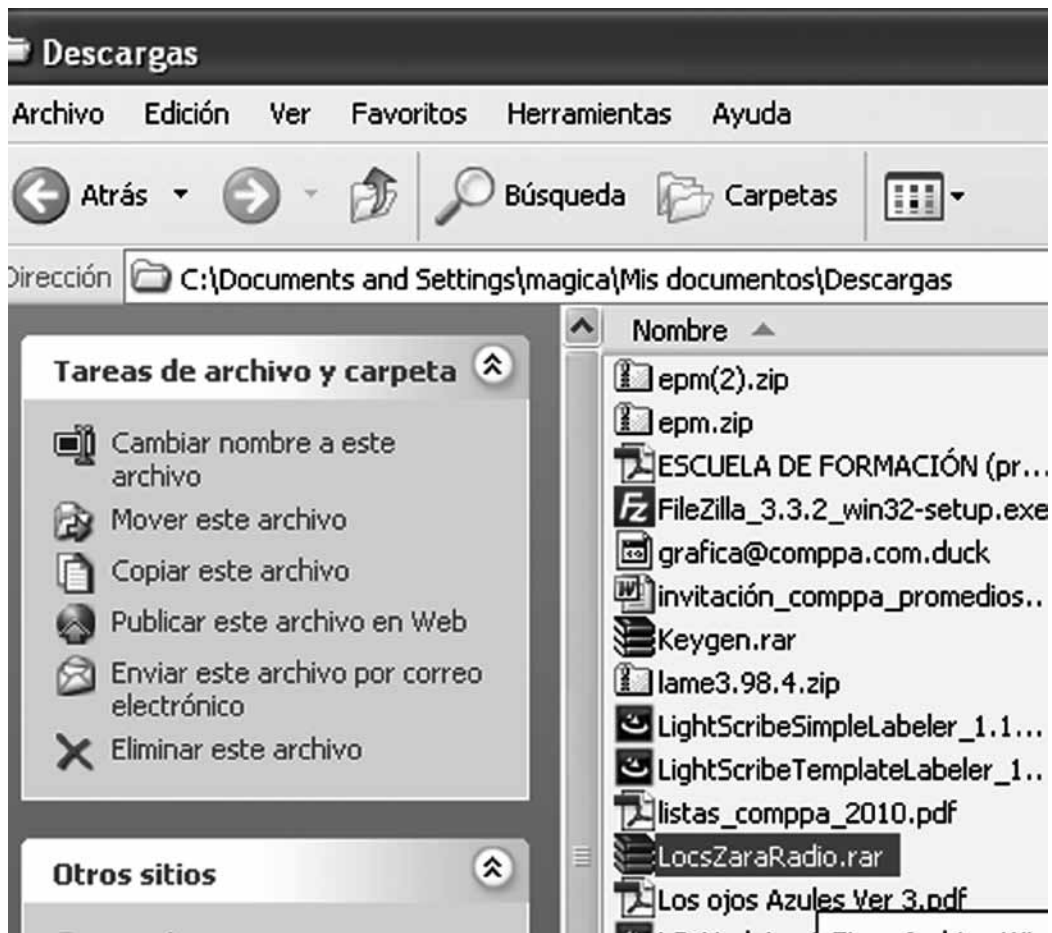 Descargas
Archivo Edición Ver Favoritos Herramientas Ayuda
Atrás Búsqueda Carpetas
Dirección C:\Documents and Settings\magica\Mis documentos\Descargas
Tareas de archivo y carpeta
Cambiar nombre a este
archivo
Mover este archivo
Copiar este archivo
Publicar este archivo en Web
Enviar este archivo por correo
electrónico
Eliminar este archivo
Otros sitios
Nombre
epm(2).zip
epm.zip
ESCUELA DE FORMACIÓN (pr...
FileZilla_3.3.2_win32-setup.exe
grafica@comppa.com.duck
invitación_comppa_promedios..
Keygen.rar
lame3.98.4.zip
LightScribeSimpleLabeler_1.1...
LightScribeTemplateLabeler_1..
listas_comppa_2010.pdf
LocsZaraRadio.rar
Los ojos Azules Ver 3.pdf